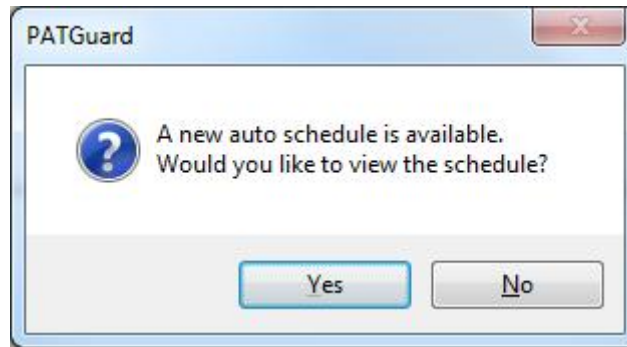 PATGuard
A new auto schedule is available.
Would you like to view the schedule?
Yes
No